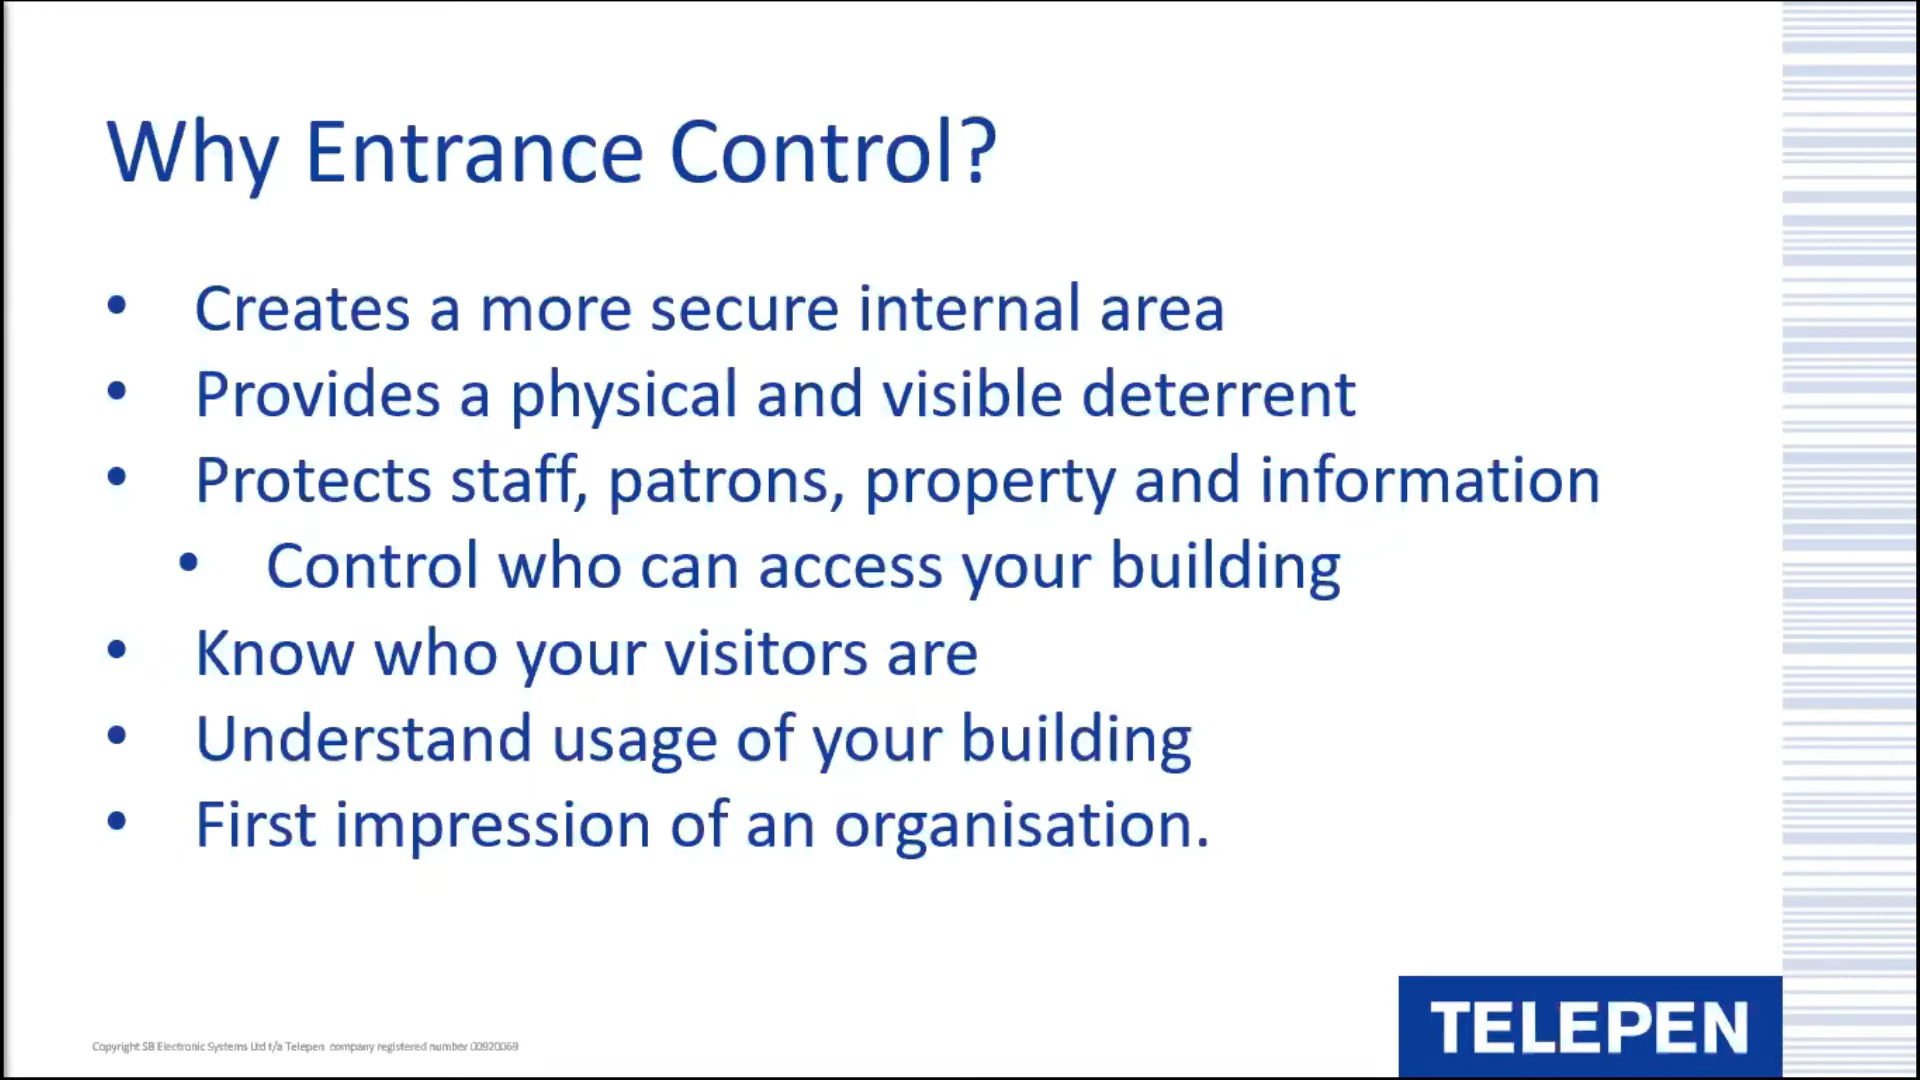 Why Entrance Control?
• Creates a more secure internal area
• Provides a physical and visible deterrent
• Protects staff, patrons, property and information
• Control who can access your building
• Know who your visitors are
• Understand usage of your building
• First impression of an organisation.
TELEPEN
Copyright SB Electronic Systems Ltd t/a Telepen company registered number 00920069